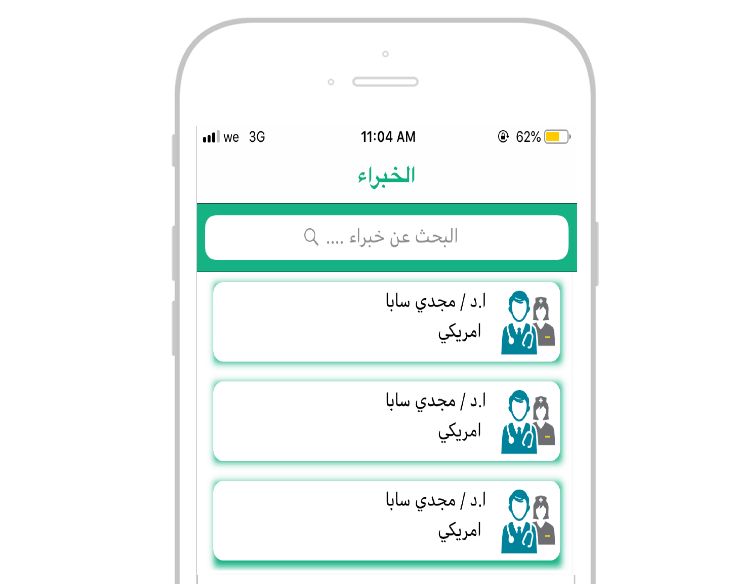 we 3G 11:04 AM 62%
الخبراء
البحث عن خبراء ....
ا.د / مجدي سابا
امريكي
ا.د / مجدي سابا
امريكي
ا.د / مجدي سابا
امريكي